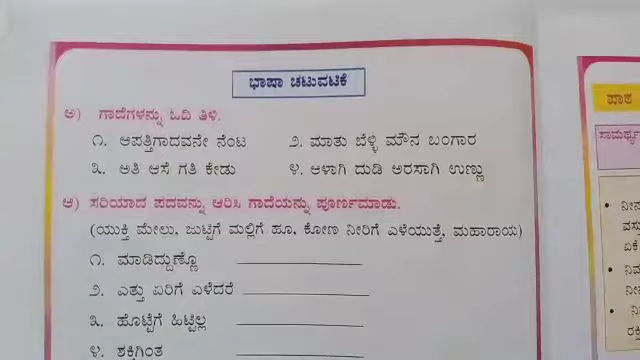 ಭಾಷಾ ಚಟುವಟಿಕೆ
ಅ) ಗಾದೆಗಳನ್ನು ಓದಿ ತಿಳಿ.
೧. ಆಪತ್ತಿಗಾದವನೇ ನೆಂಟ ೨. ಮಾತು ಬೆಳ್ಳಿ ಮೌನ ಬಂಗಾರ
೩. ಅತಿ ಆಸೆ ಗತಿ ಕೇಡು ೪. ಆಳಾಗಿ ದುಡಿ ಅರಸಾಗಿ ಉಣ್ಣು
ಆ) ಸರಿಯಾದ ಪದವನ್ನು ಆರಿಸಿ ಗಾದೆಯನ್ನು ಪೂರ್ಣಮಾಡು.
(ಯುಕ್ತಿ ಮೇಲು, ಜುಟ್ಟಿಗೆ ಮಲ್ಲಿಗೆ ಹೂ, ಕೋಣ ನೀರಿಗೆ ಎಳೆಯುತ್ತೆ, ಮಹಾರಾಯ)
೧. ಮಾಡಿದ್ದುಣ್ಣೊ
೨. ಎತ್ತು ಏರಿಗೆ ಎಳೆದರೆ
೩. ಹೊಟ್ಟೆಗೆ ಹಿಟ್ಟಿಲ್ಲ
೪. ಶಕ್ತಿಗಿಂತ
ಪಾಠ
ಸಾಮರ್ಥ್ಯ